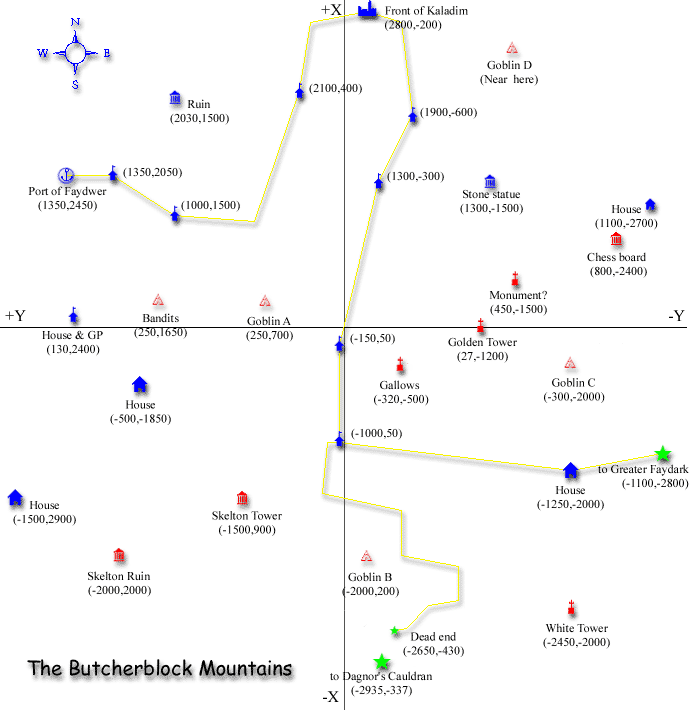 +X
Front of Kaladim
(2800,-200)
N
W E
S
Goblin D
(Near here)
(2100,400)
Ruin
(2030,1500)
(1900,-600)
(1350,2050)
Port of Faydwer
(1350,2450)
(1300,-300)
Stone statue
(1300,-1500)
(1000,1500)
House
(1100,-2700)
Chess board
(800,-2400)
Monument?
(450,-1500)
+Y
-Y
Bandits
(250,1650)
Goblin A
(250,700)
House & GP
(130,2400)
(-150,50)
Golden Tower
(27,-1200)
Gallows
(-320,-500)
Goblin C
(-300,-2000)
House
(-500,-1850)
(-1000,50)
to Greater Faydark
(-1100,-2800)
House
(-1250,-2000)
House
(-1500,2900)
Skelton Tower
(-1500,900)
Skelton Ruin
(-2000,2000)
Goblin B
(-2000,200)
White Tower
(-2450,-2000)
Dead end
(-2650,-430)
The Butcherblock Mountains
to Dagnor's Cauldran
(-2935,-337)
-X